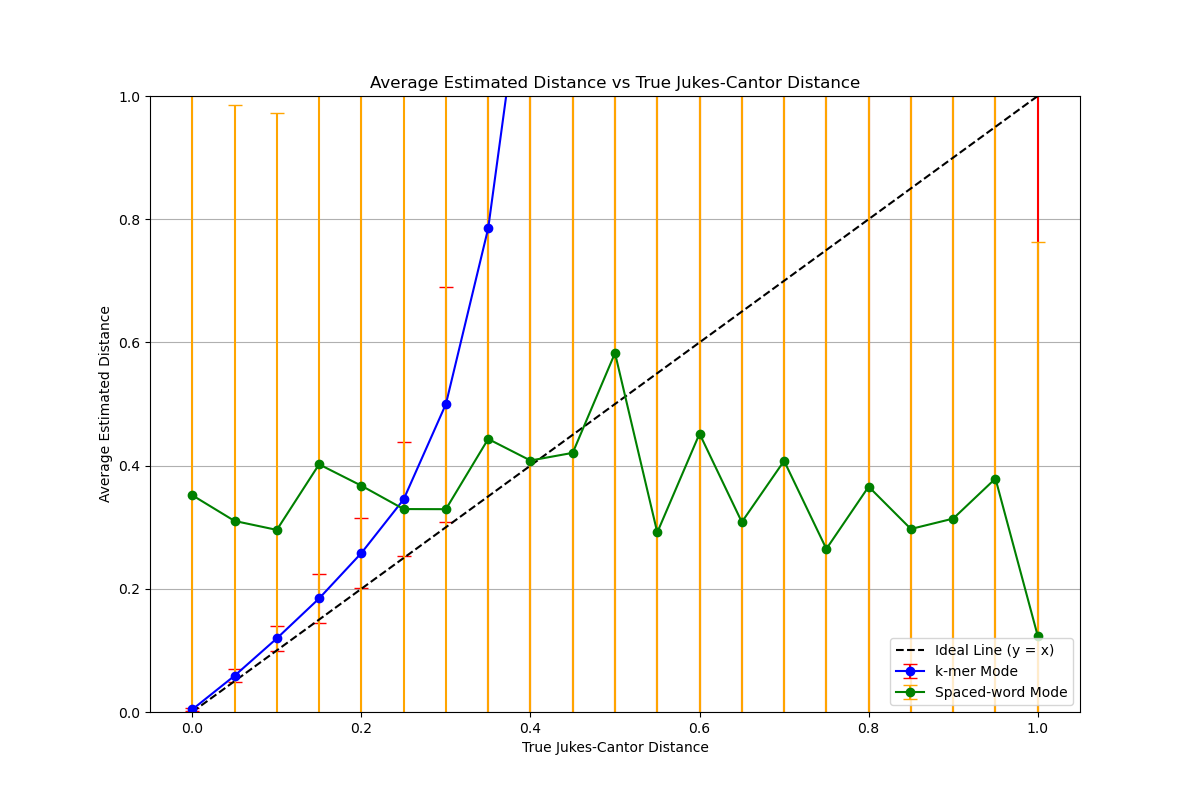 Average Estimated Distance vs True Jukes-Cantor Distance
1.0
0.8
0.6
0.4
0.2
0.0
Average Estimated Distance
0.0 0.2 0.4 0.6 0.8 1.0
True Jukes-Cantor Distance
Ideal Line (y = x)
k-mer Mode
Spaced-word Mode